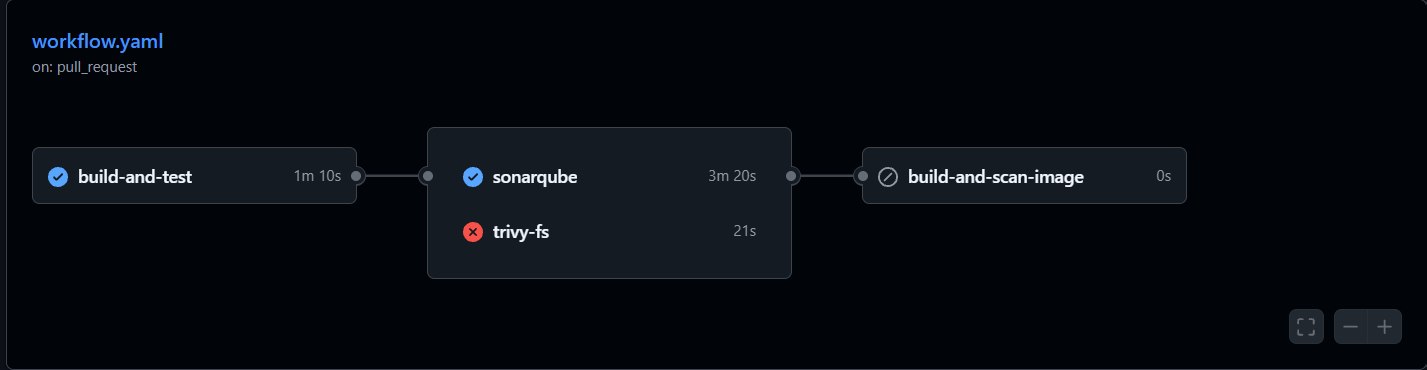 workflow.yaml
on: pull_request
build-and-test 1m 10s
sonarqube 3m 20s
trivy-fs 21s
build-and-scan-image 0s